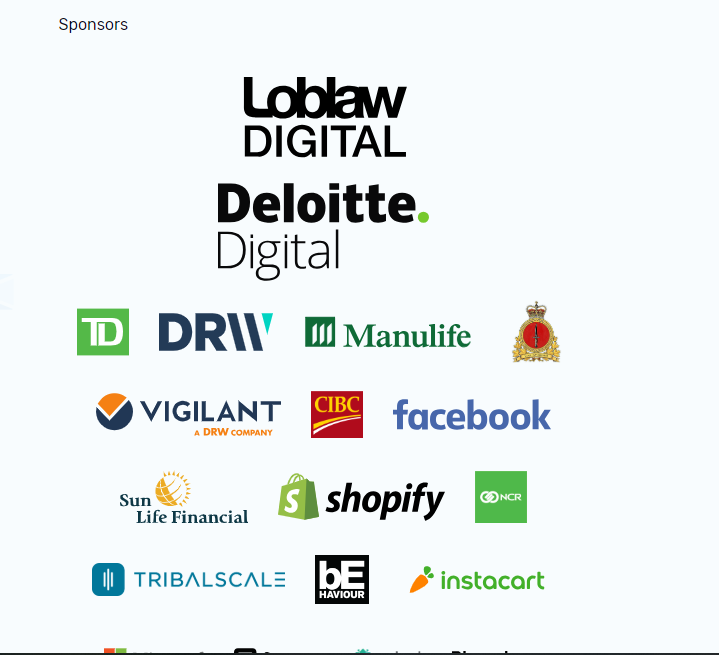 Sponsors
Loblaw
DIGITAL
Deloitte.
Digital
TD DRW Manulife
VIGILANT CIBC facebook
A DRW COMPANY
Sun
Life Financial shopify NCR
TRIBALSCALE bE instacart
HAVIOUR